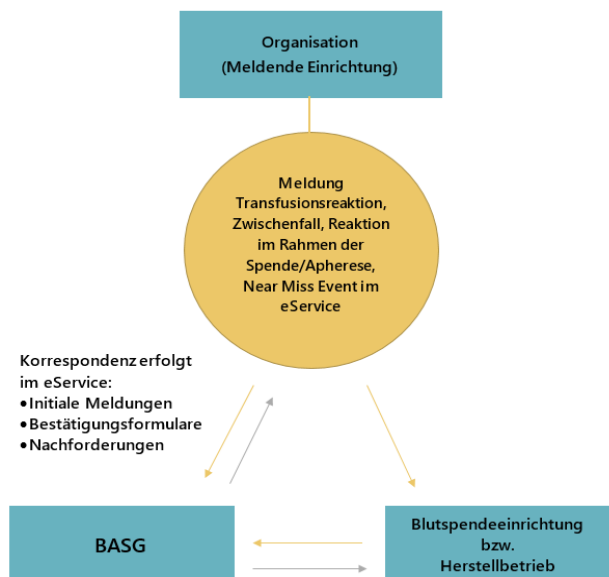 Organisation
(Meldende Einrichtung)
Meldung
Transfusionsreaktion,
Zwischenfall, Reaktion
im Rahmen der
Spende/Apherese,
Near Miss Event im
eService
Korrespondenz erfolgt
im eService:
•Initiale Meldungen
•Bestätigungsformulare
•Nachforderungen
BASG
Blutspendeeinrichtung
bzw.
Herstellbetrieb